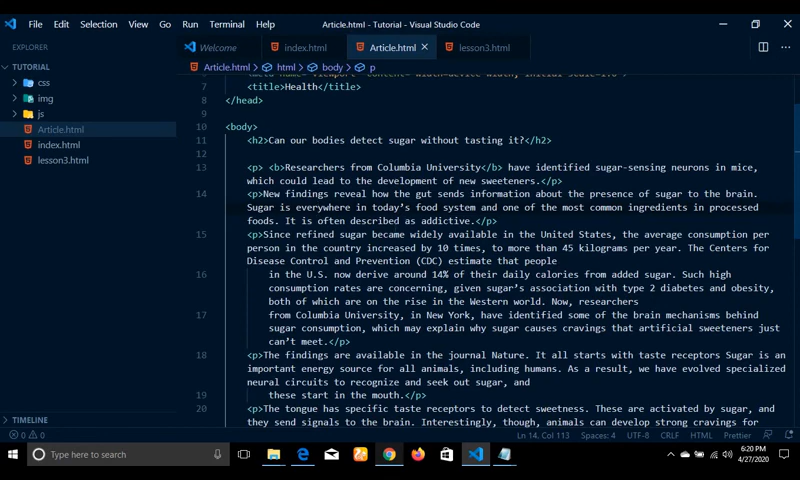 File Edit Selection View Go Run Terminal Help Article.html - Tutorial - Visual Studio Code
EXPLORER
Welcome index.html Article.html lesson3.html
TUTORIAL
Article.html > html > body > p
css
img
js
Article.html
index.html
lesson3.html
6 <meta name="viewport" content="width=device-width, initial-scale=1.0">
7 <title>Health</title>
8 </head>
9
10 <body>
11 <h2>Can our bodies detect sugar without tasting it?</h2>
12
13 <p> <b>Researchers from Columbia University</b> have identified sugar-sensing neurons in mice,
which could lead to the development of new sweeteners.</p>
14 <p>New findings reveal how the gut sends information about the presence of sugar to the brain.
Sugar is everywhere in today’s food system and one of the most common ingredients in processed
foods. It is often described as addictive.</p>
15 <p>Since refined sugar became widely available in the United States, the average consumption per
person in the country increased by 10 times, to more than 45 kilograms per year. The Centers for
Disease Control and Prevention (CDC) estimate that people
16 in the U.S. now derive around 14% of their daily calories from added sugar. Such high
consumption rates are concerning, given sugar’s association with type 2 diabetes and obesity,
both of which are on the rise in the Western world. Now, researchers
17 from Columbia University, in New York, have identified some of the brain mechanisms behind
sugar consumption, which may explain why sugar causes cravings that artificial sweeteners just
can’t meet.</p>
18 <p>The findings are available in the journal Nature. It all starts with taste receptors Sugar is an
important energy source for all animals, including humans. As a result, we have evolved specialized
neural circuits to recognize and seek out sugar, and
19 these start in the mouth.</p>
20 <p>The tongue has specific taste receptors to detect sweetness. These are activated by sugar, and
they send signals to the brain. Interestingly, though, animals can develop strong cravings for
TIMELINE
0 0 Ln 14, Col 113 Spaces: 4 UTF-8 CRLF HTML Prettier
Type here to search
6:20 PM
4/27/2020